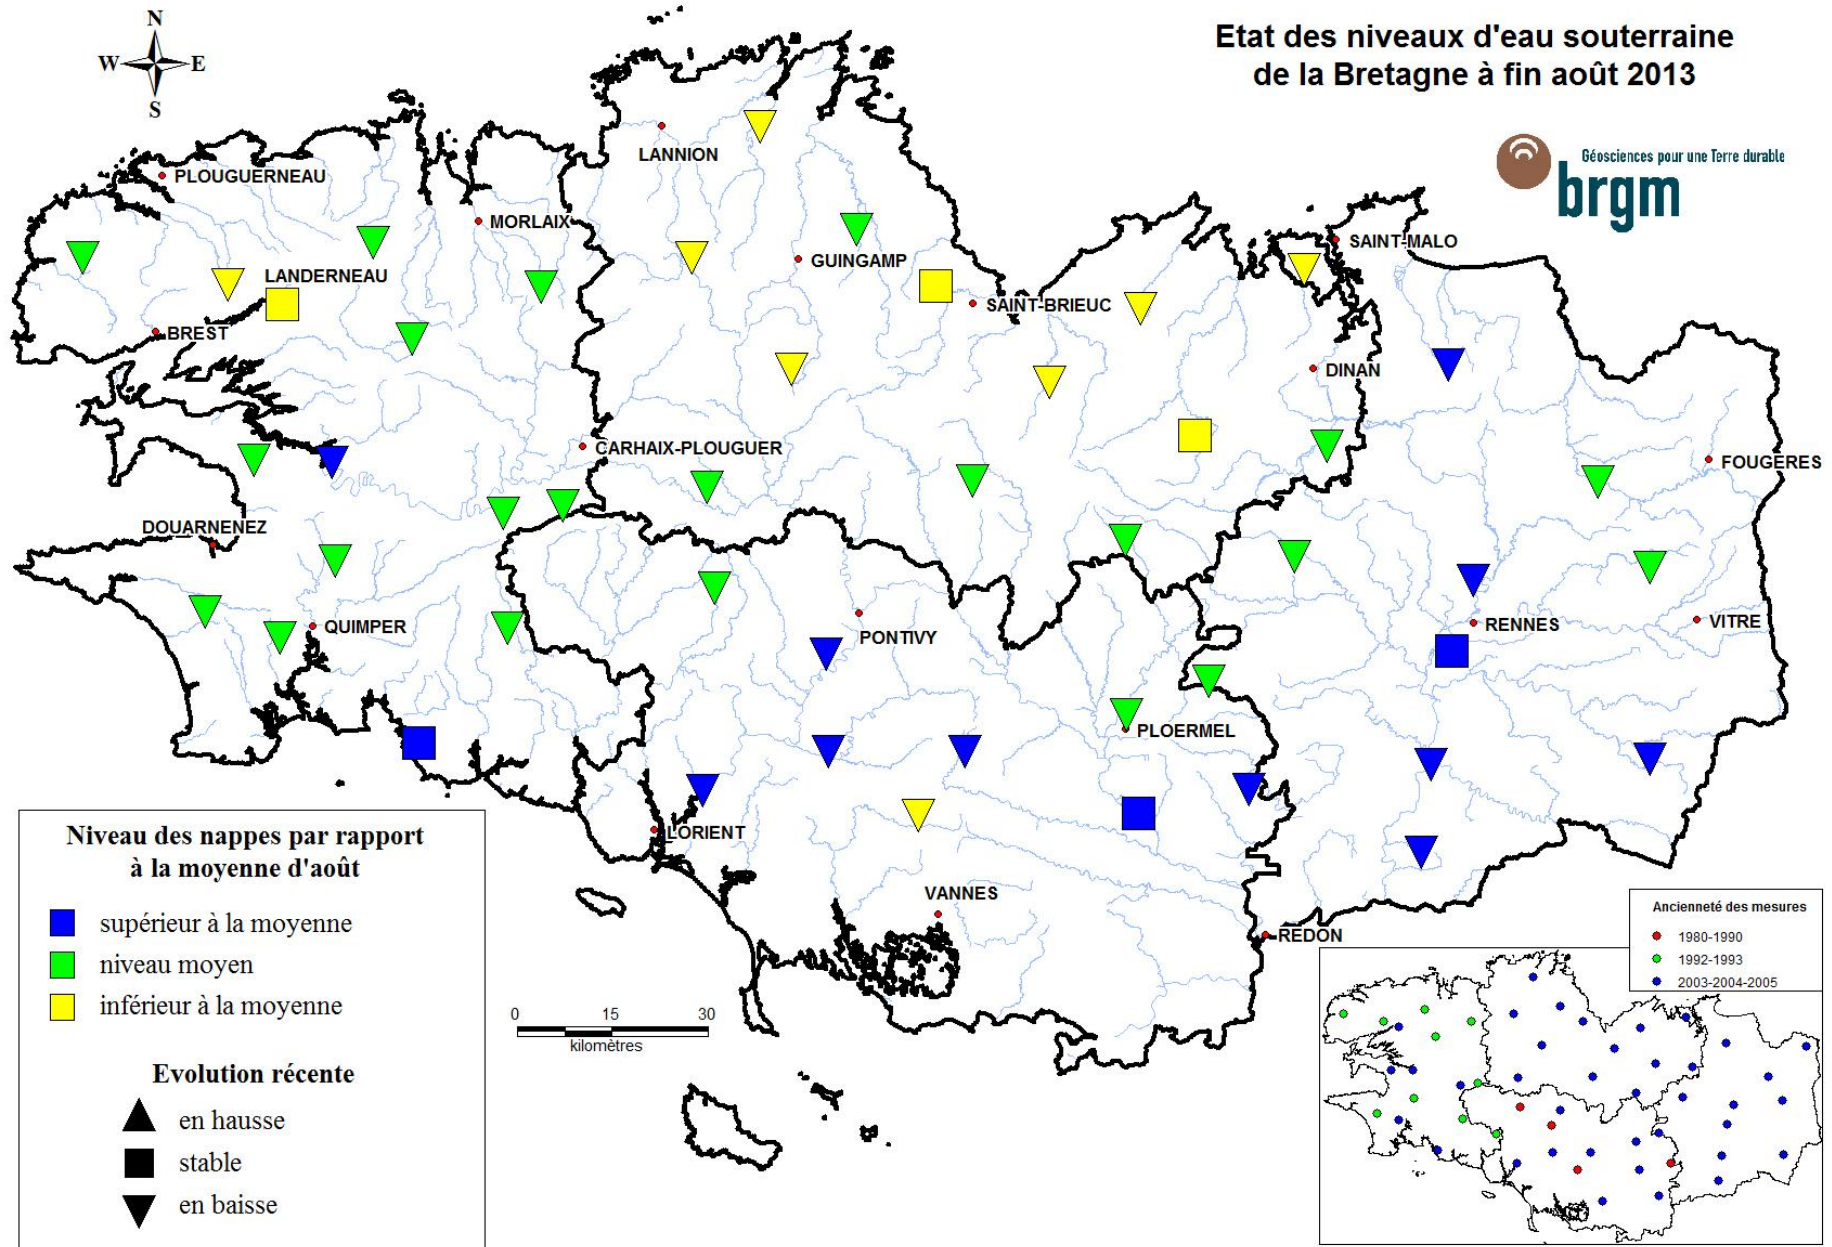 N
W E
S
Etat des niveaux d'eau souterraine
de la Bretagne à fin août 2013
Géosciences pour une Terre durable
brgm
LANNION
PLOUGUERNEAU
MORLAIX
SAINT-MALO
GUINGAMP
LANDERNEAU
SAINT-BRIEUC
BREST
DINAN
CARHAIX-PLOUGUER
FOUGERES
DOUARNENEZ
QUIMPER
PONTIVY
RENNES
VITRE
PLOERMEL
LORIENT
VANNES
REDON
Niveau des nappes par rapport
à la moyenne d'août
supérieur à la moyenne
niveau moyen
inférieur à la moyenne
Evolution récente
en hausse
stable
en baisse
0 15 30
kilomètres
Ancienneté des mesures
1980-1990
1992-1993
2003-2004-2005